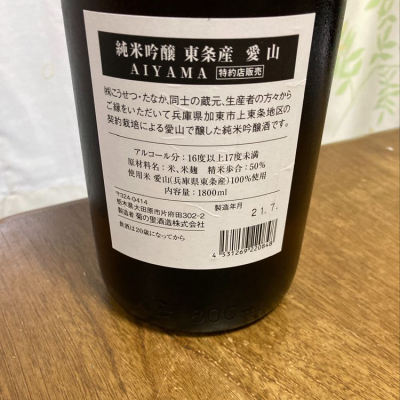 純米吟醸 東条産 愛山
AIYAMA 特約店販売
㈱こうせつ・たなか、同士の蔵元、生産者の方々から
ご縁をいただいて兵庫県加東市上東条地区の
契約栽培による愛山で醸した純米吟醸酒です。
アルコール分：16度以上17度未満
原材料名：米、米麹 精米歩合：50%
使用米 愛山(兵庫県東条産)100%使用
内容量：1800ml
〒324-0414
栃木県大田原市片府田302-2
製造者 菊の里酒造株式会社
飲酒は20歳になってから
製造年月
21.7.
4 531269 220848